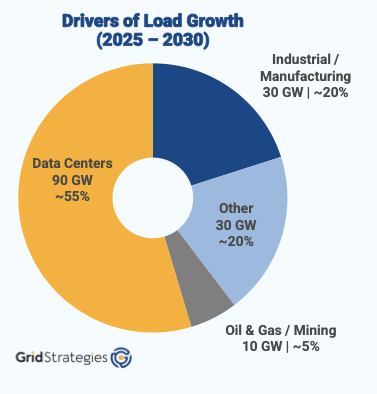 Drivers of Load Growth
(2025 – 2030)
Industrial /
Manufacturing
30 GW | ~20%
Data Centers
90 GW
~55%
Other
30 GW
~20%
Oil & Gas / Mining
10 GW | ~5%
GridStrategies